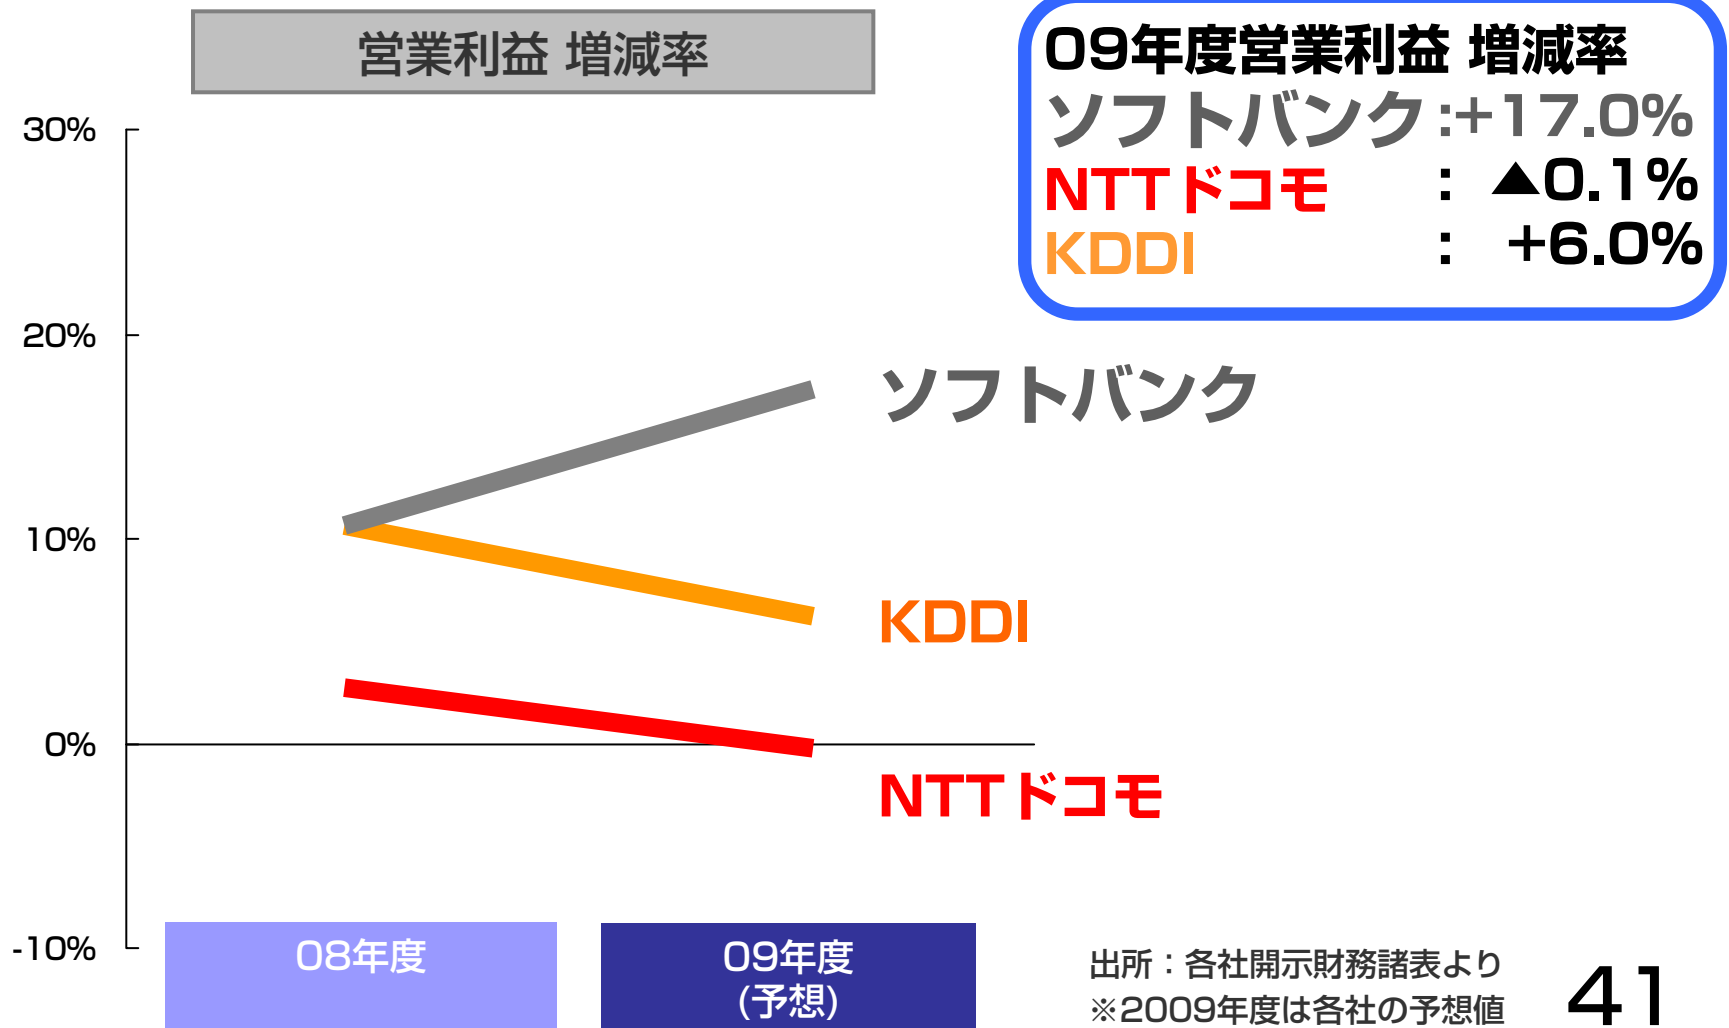 営業利益 増減率
09年度営業利益 増減率
ソフトバンク:+17.0%
NTTドコモ : ▲0.1%
KDDI : +6.0%
30%
20%
10%
0%
-10%
ソフトバンク
KDDI
NTTドコモ
08年度
09年度
(予想)
出所：各社開示財務諸表より
※2009年度は各社の予想値
41